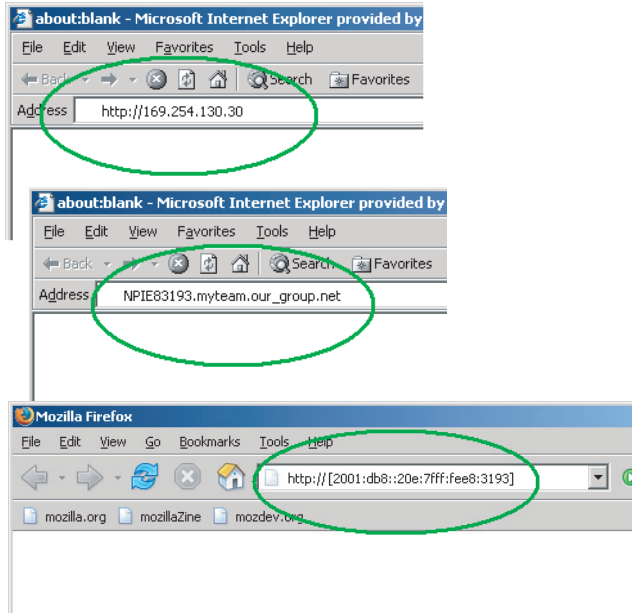 about:blank - Microsoft Internet Explorer provided by
File Edit View Favorites Tools Help
Back Search Favorites
Address http://169.254.130.30
about:blank - Microsoft Internet Explorer provided by
File Edit View Favorites Tools Help
Back Search Favorites
Address NPIE83193.myteam.our_group.net
Mozilla Firefox
File Edit View Go Bookmarks Tools Help
http://[2001:db8::20e:7fff:fee8:3193]
mozilla.org mozillaZine mozdev.org